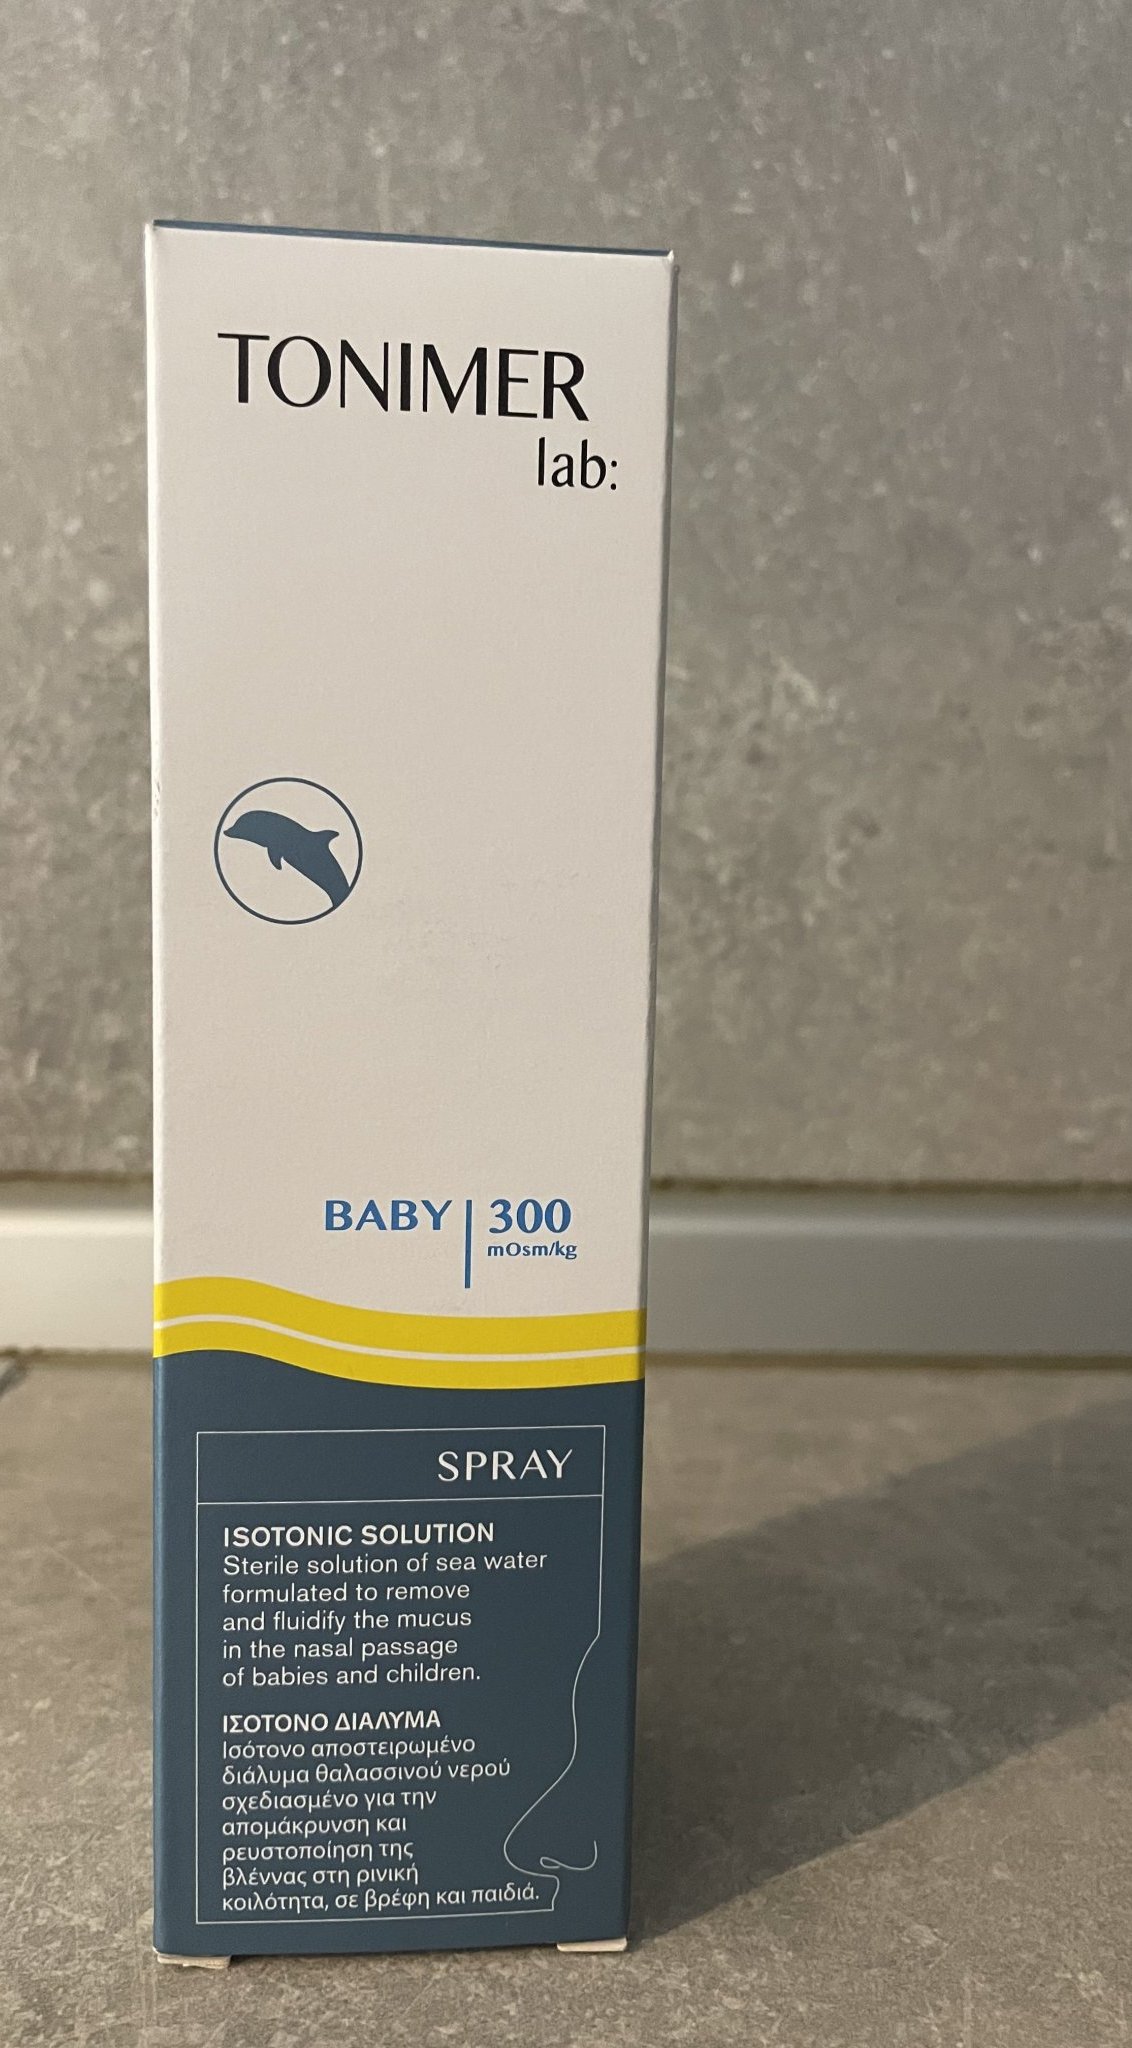 TONIMER
lab:
BABY
300
mOsm/kg
SPRAY
ISOTONIC SOLUTION
Sterile solution of sea water
formulated to remove
and fluidify the mucus
in the nasal passage
of babies and children.
ΙΣΟΤΟΝΟ ΔΙΑΛΥΜΑ
Ισότονο αποστειρωμένο
διάλυμα θαλασσινού νερού
σχεδιασμένο για την
απομάκρυνση και
ρευστοποίηση της
βλέννας στη ρινική
κοιλότητα, σε βρέφη και παιδιά.